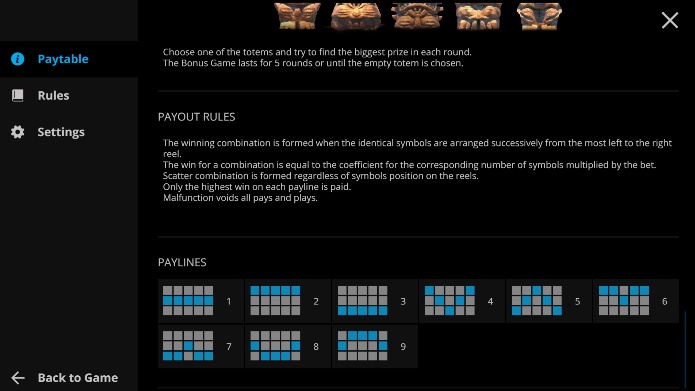 Choose one of the totems and try to find the biggest prize in each round.
The Bonus Game lasts for 5 rounds or until the empty totem is chosen.
Paytable
Rules
Settings
PAYOUT RULES
The winning combination is formed when the identical symbols are arranged successively from the most left to the right
reel.
The win for a combination is equal to the coefficient for the corresponding number of symbols multiplied by the bet.
Scatter combination is formed regardless of symbols position on the reels.
Only the highest win on each payline is paid.
Malfunction voids all pays and plays.
PAYLINES
1 2 3 4 5 6
7 8 9
Back to Game